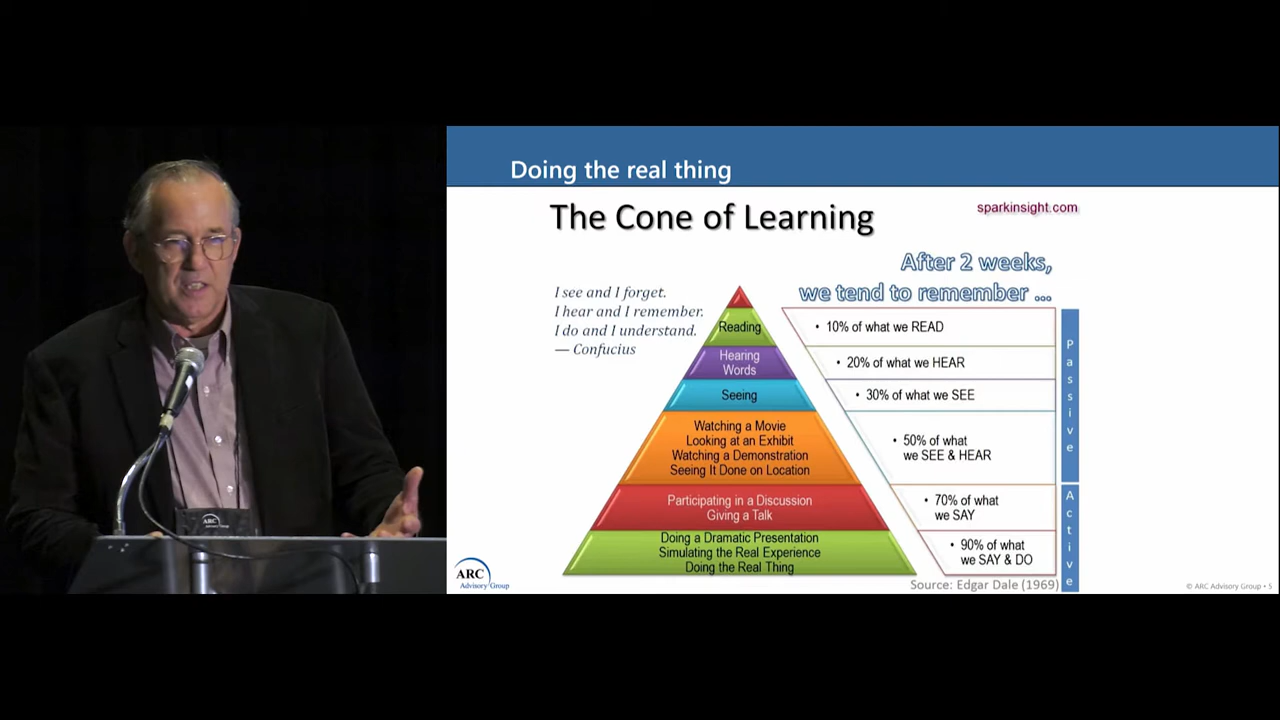 Doing the real thing
The Cone of Learning
sparkinsight.com
After 2 weeks,
we tend to remember ...
I see and I forget.
I hear and I remember.
I do and I understand.
— Confucius
Reading
Hearing
Words
Seeing
Watching a Movie
Looking at an Exhibit
Watching a Demonstration
Seeing It Done on Location
Participating in a Discussion
Giving a Talk
Doing a Dramatic Presentation
Simulating the Real Experience
Doing the Real Thing
• 10% of what we READ
• 20% of what we HEAR
• 30% of what we SEE
• 50% of what
we SEE & HEAR
• 70% of what
we SAY
• 90% of what
we SAY & DO
Passive
Active
Source: Edgar Dale (1969)
ARC
Advisory Group
© ARC Advisory Group • 5
ARC
Advisory Group